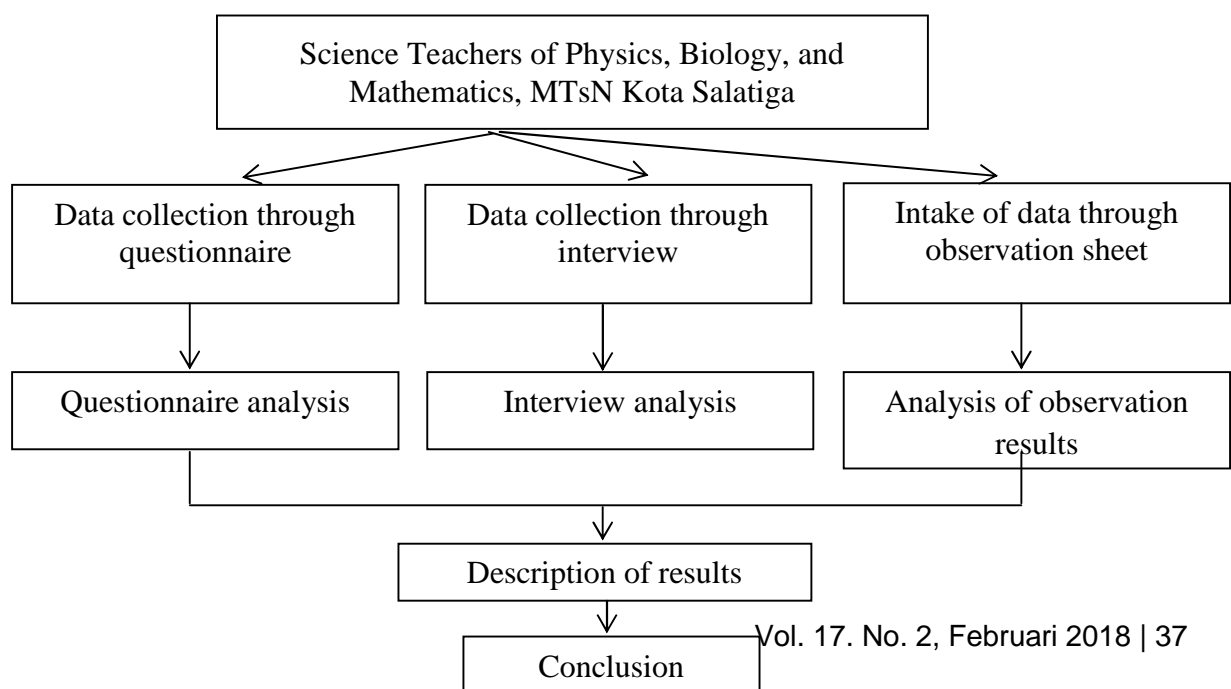 Science Teachers of Physics, Biology, and
Mathematics, MTsN Kota Salatiga
Data collection through
questionnaire
Data collection through
interview
Intake of data through
observation sheet
Questionnaire analysis
Interview analysis
Analysis of observation
results
Description of results
Conclusion
Vol. 17. No. 2, Februari 2018 | 37